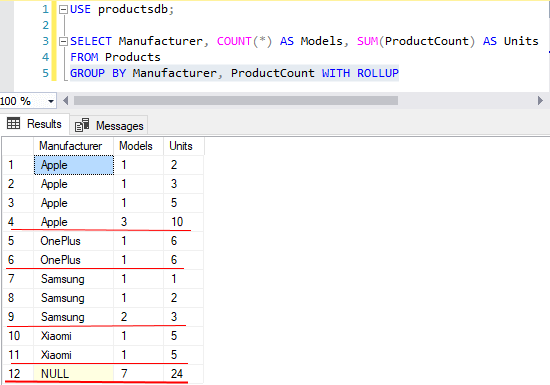 1 USE productsdb;
2
3 SELECT Manufacturer, COUNT(*) AS Models, SUM(ProductCount) AS Units
4 FROM Products
5 GROUP BY Manufacturer, ProductCount WITH ROLLUP
100 %
Results Messages
Manufacturer Models Units
1 Apple 1 2
2 Apple 1 3
3 Apple 1 5
4 Apple 3 10
5 OnePlus 1 6
6 OnePlus 1 6
7 Samsung 1 1
8 Samsung 1 2
9 Samsung 2 3
10 Xiaomi 1 5
11 Xiaomi 1 5
12 NULL 7 24